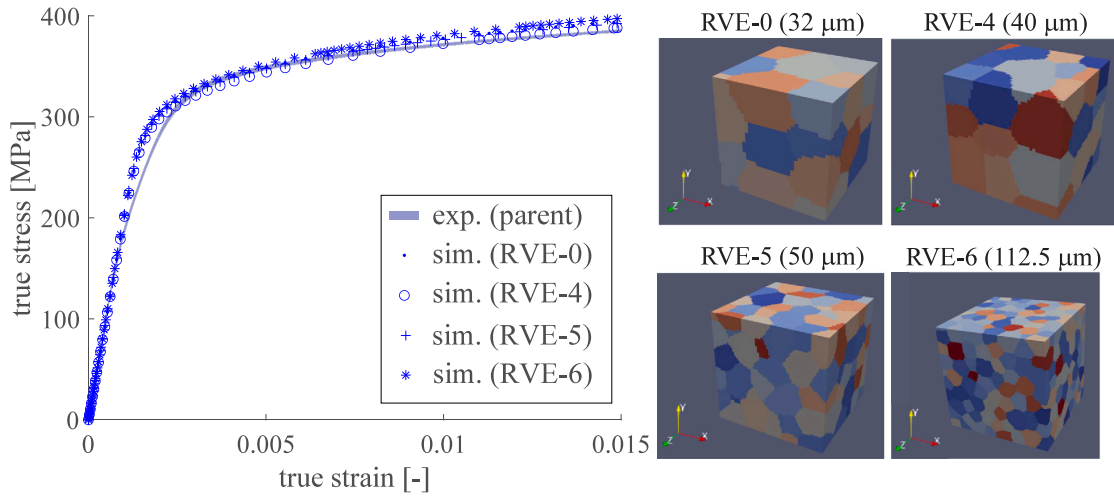 400
300
200
100
0
true stress [MPa]
0
0.005
0.010
0.015
true strain [-]
exp. (parent)
sim. (RVE-0)
sim. (RVE-4)
sim. (RVE-5)
sim. (RVE-6)
RVE-0 (32 μm)
RVE-4 (40 μm)
Y
Z
X
Y
Z
X
RVE-5 (50 μm)
RVE-6 (112.5 μm)
Y
Z
X
Y
Z
X